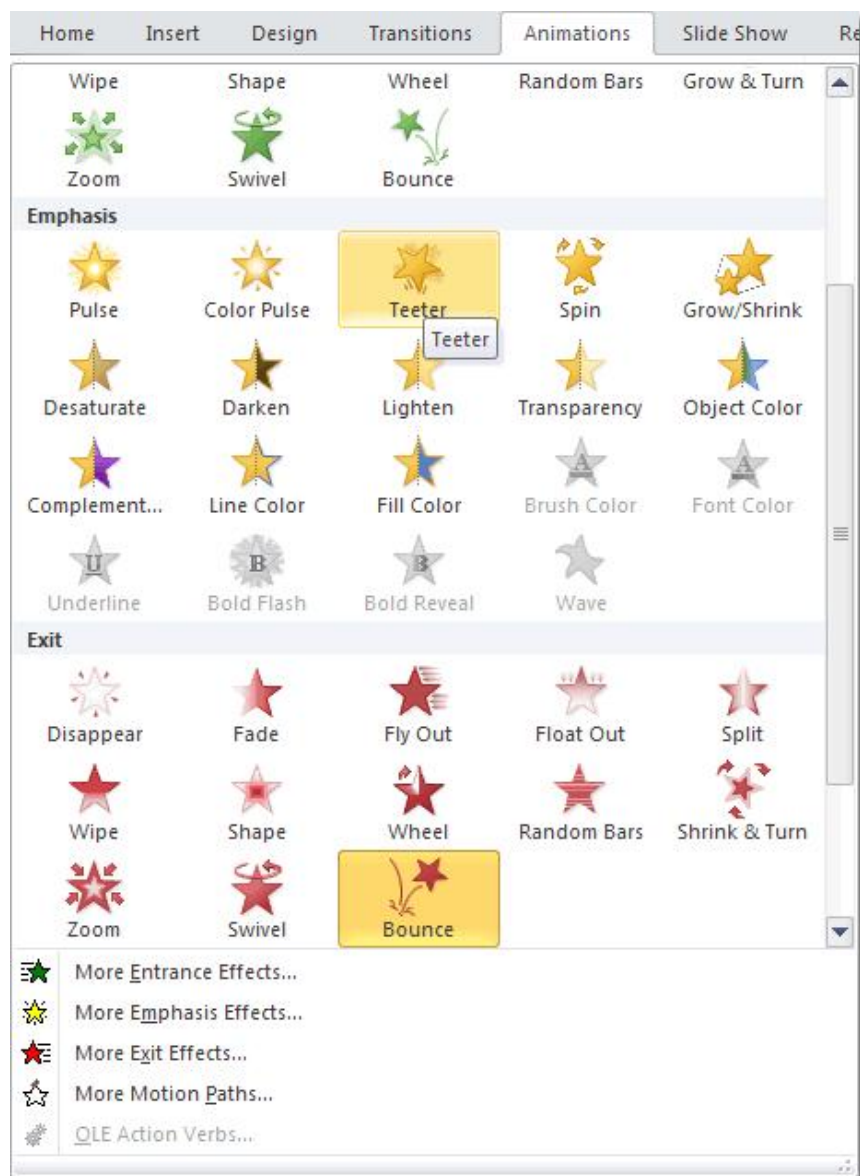 Home Insert Design Transitions Animations Slide Show Re
Wipe Shape Wheel Random Bars Grow & Turn
Zoom Swivel Bounce
Emphasis
Pulse Color Pulse Teeter Spin Grow/Shrink
Teeter
Desaturate Darken Lighten Transparency Object Color
Complement... Line Color Fill Color Brush Color Font Color
Underline Bold Flash Bold Reveal Wave
Exit
Disappear Fade Fly Out Float Out Split
Wipe Shape Wheel Random Bars Shrink & Turn
Zoom Swivel Bounce
More Entrance Effects...
More Emphasis Effects...
More Exit Effects...
More Motion Paths...
OLE Action Verbs...